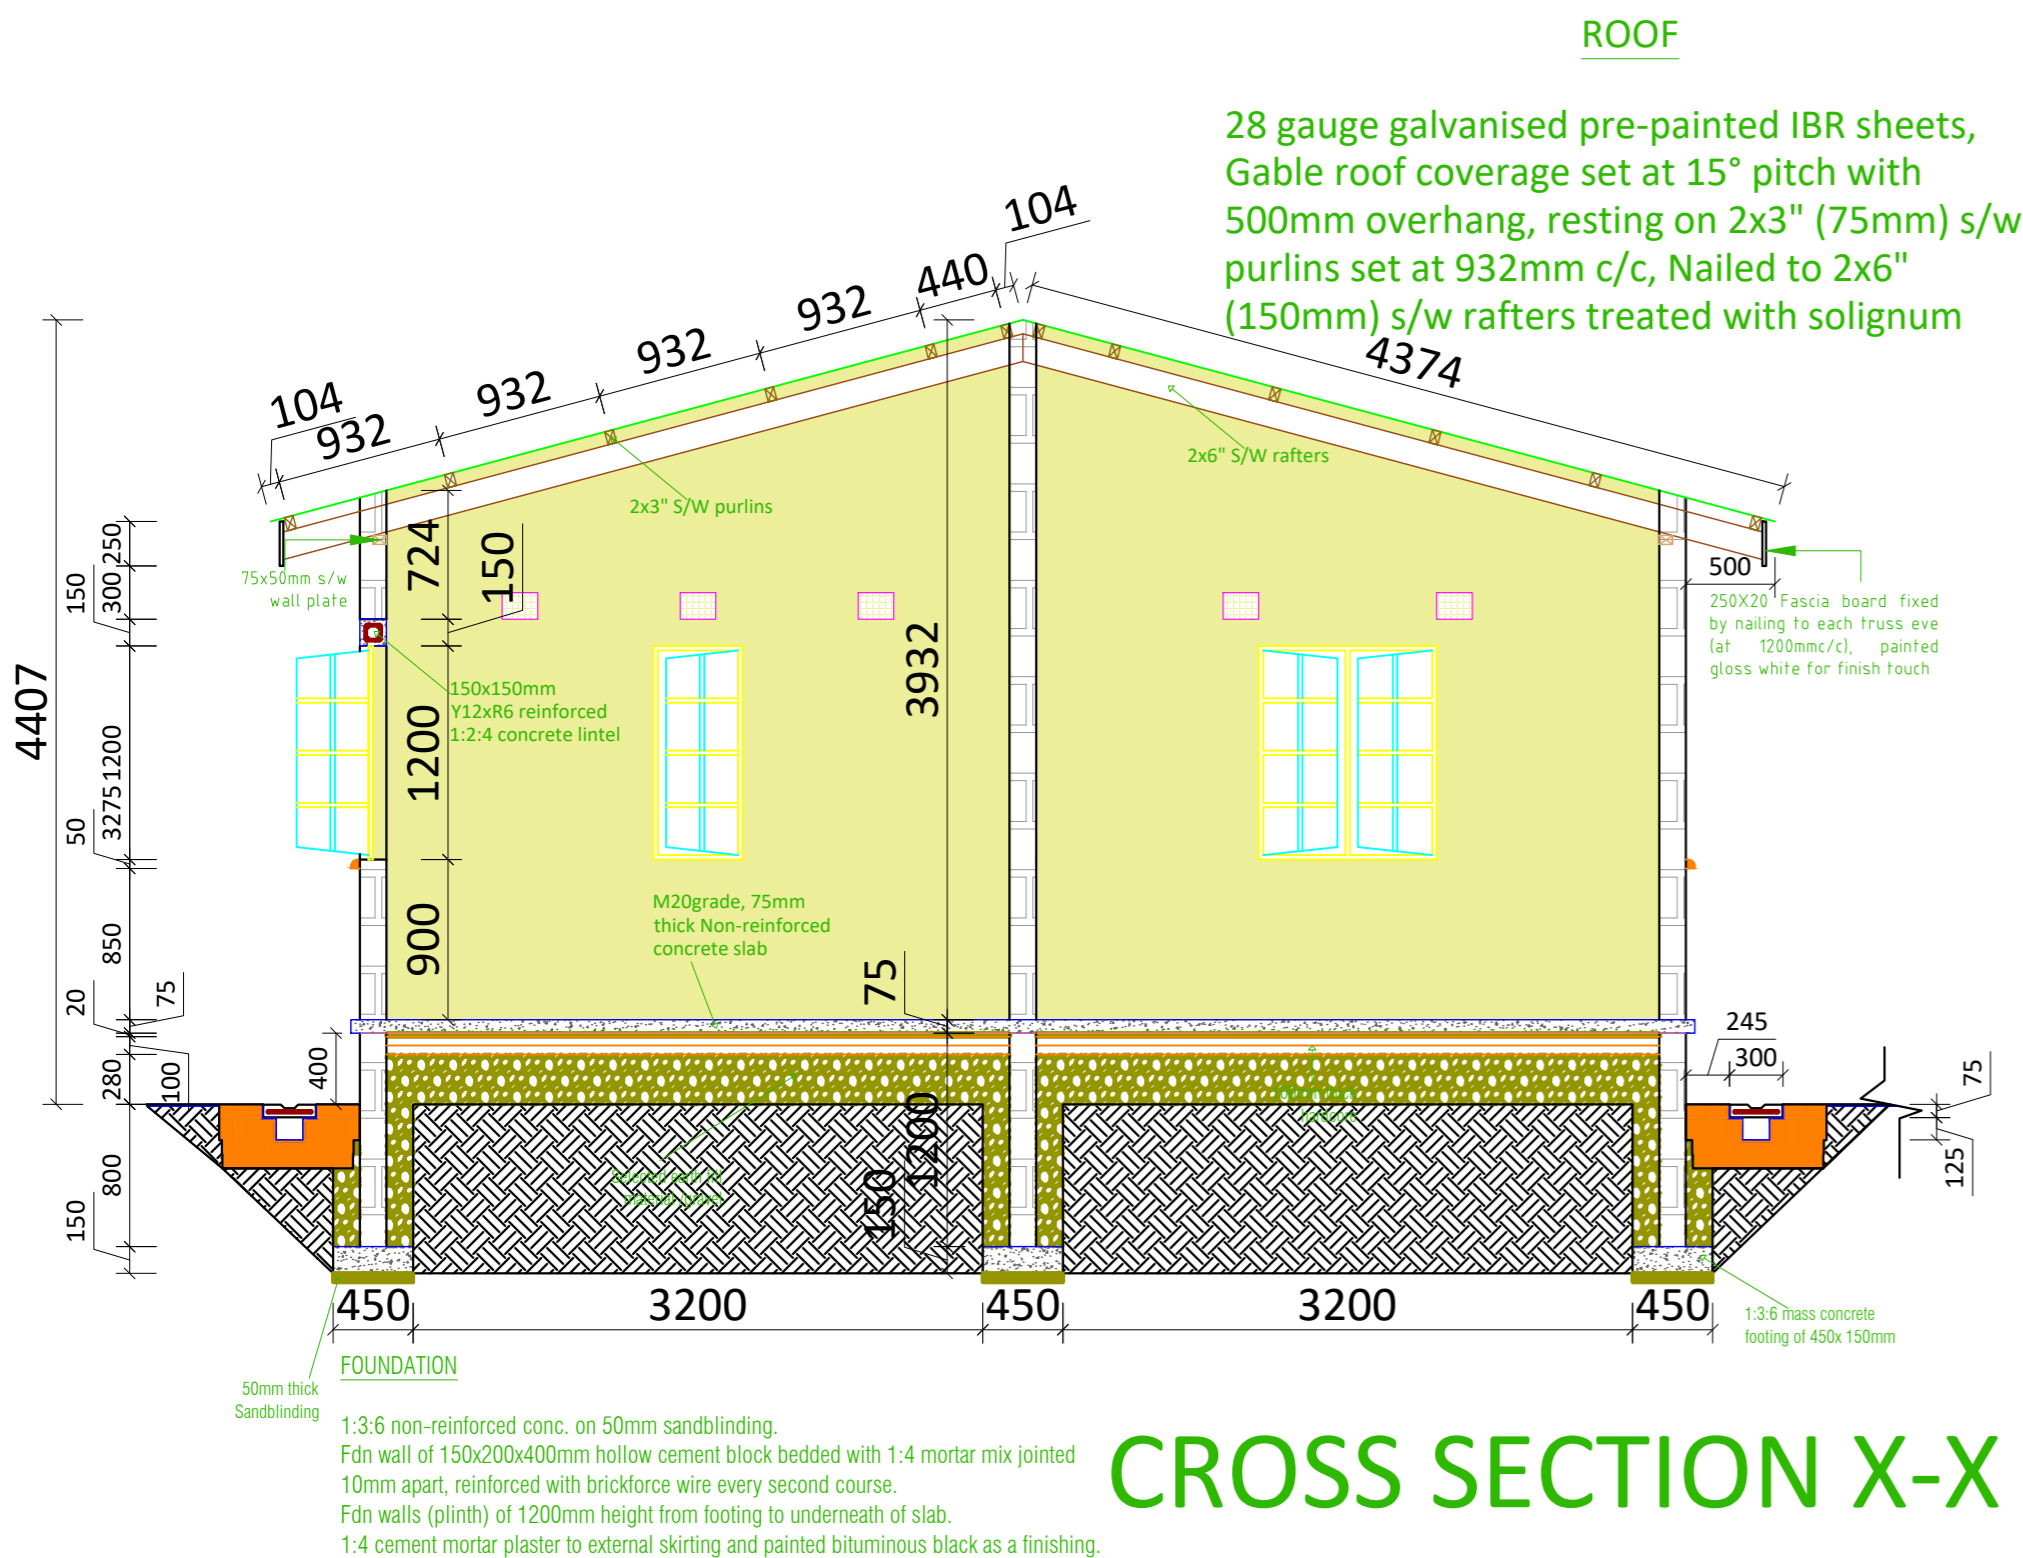 ROOF
28 gauge galvanised pre-painted IBR sheets,
Gable roof coverage set at 15° pitch with
500mm overhang, resting on 2x3" (75mm) s/w
purlins set at 932mm c/c, Nailed to 2x6"
(150mm) s/w rafters treated with solignum
104
440
932
932
932
932
104
4374
2x6" S/W rafters
2x3" S/W purlins
75x50mm s/w
wall plate
724
150
500
250X20 Fascia board fixed
by nailing to each truss eve
(at 1200mmc/c), painted
gloss white for finish touch
250
300
150
4407
3932
150x150mm
Y12xR6 reinforced
1:2:4 concrete lintel
1200
1200
3275
50
900
850
M20grade, 75mm
thick Non-reinforced
concrete slab
75
20
75
100
280
400
245
300
75
125
hardcore
1200
150
Selected earth fill
material /gravel
800
150
450
3200
450
3200
450
1:3:6 mass concrete
footing of 450x 150mm
50mm thick
Sandblinding
FOUNDATION
1:3:6 non-reinforced conc. on 50mm sandblinding.
Fdn wall of 150x200x400mm hollow cement block bedded with 1:4 mortar mix jointed
10mm apart, reinforced with brickforce wire every second course.
Fdn walls (plinth) of 1200mm height from footing to underneath of slab.
1:4 cement mortar plaster to external skirting and painted bituminous black as a finishing.
CROSS SECTION X-X